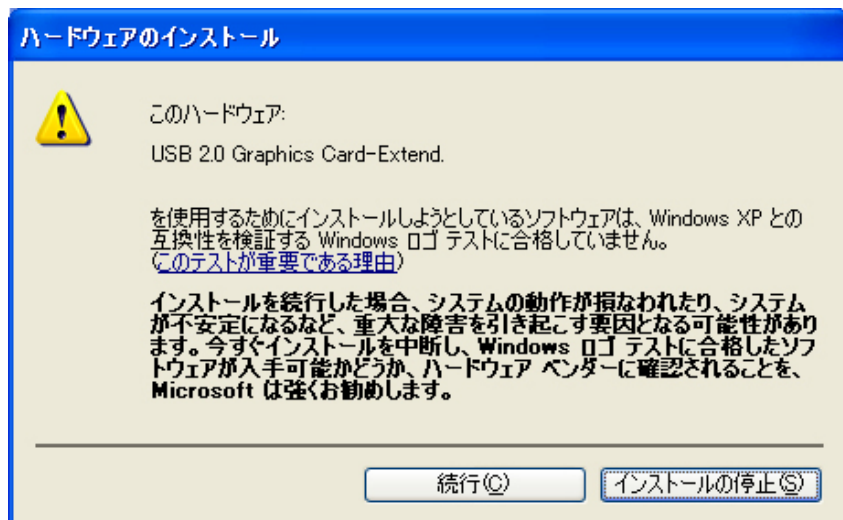 ハードウェアのインストール
このハードウェア:
USB 2.0 Graphics Card-Extend.
を使用するためにインストールしようとしているソフトウェアは、Windows XP との
互換性を検証する Windows ロゴ テストに合格していません。
(このテストが重要である理由)
インストールを続行した場合、システムの動作が損なわれたり、システム
が不安定になるなど、重大な障害を引き起こす要因となる可能性があり
ます。今すぐインストールを中断し、Windows ロゴ テストに合格したソフ
トウェアが入手可能かどうか、ハードウェア ベンダーに確認されることを、
Microsoft は強くお勧めします。
続行(C) インストールの停止(S)